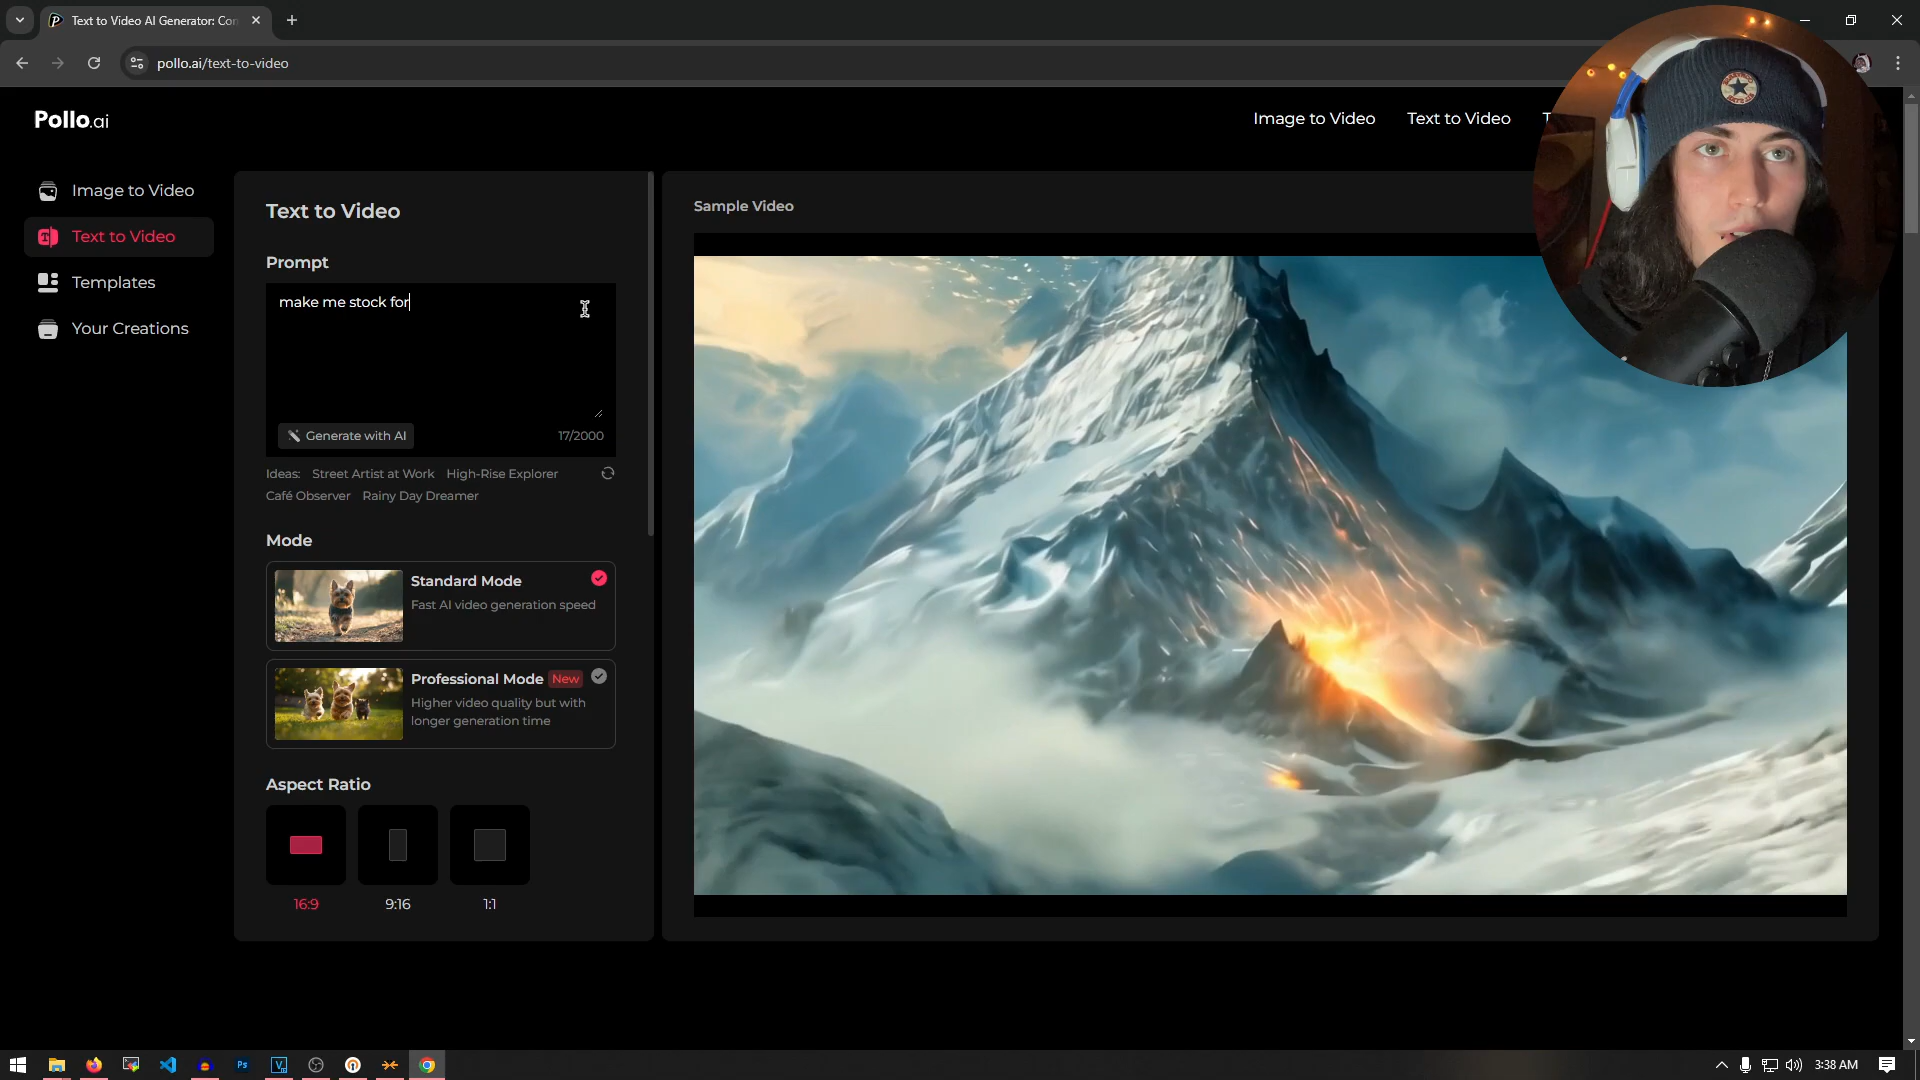 Text to Video AI Generator: Con
pollo.ai/text-to-video
Pollo.ai
Image to Video
Text to Video
Image to Video
Text to Video
Templates
Your Creations
Text to Video
Prompt
make me stock for
Generate with AI
17/2000
Ideas: Street Artist at Work High-Rise Explorer
Café Observer Rainy Day Dreamer
Mode
Standard Mode
Fast AI video generation speed
Professional Mode New
Higher video quality but with
longer generation time
Aspect Ratio
16:9 9:16 1:1
Sample Video
Ps
3:38 AM